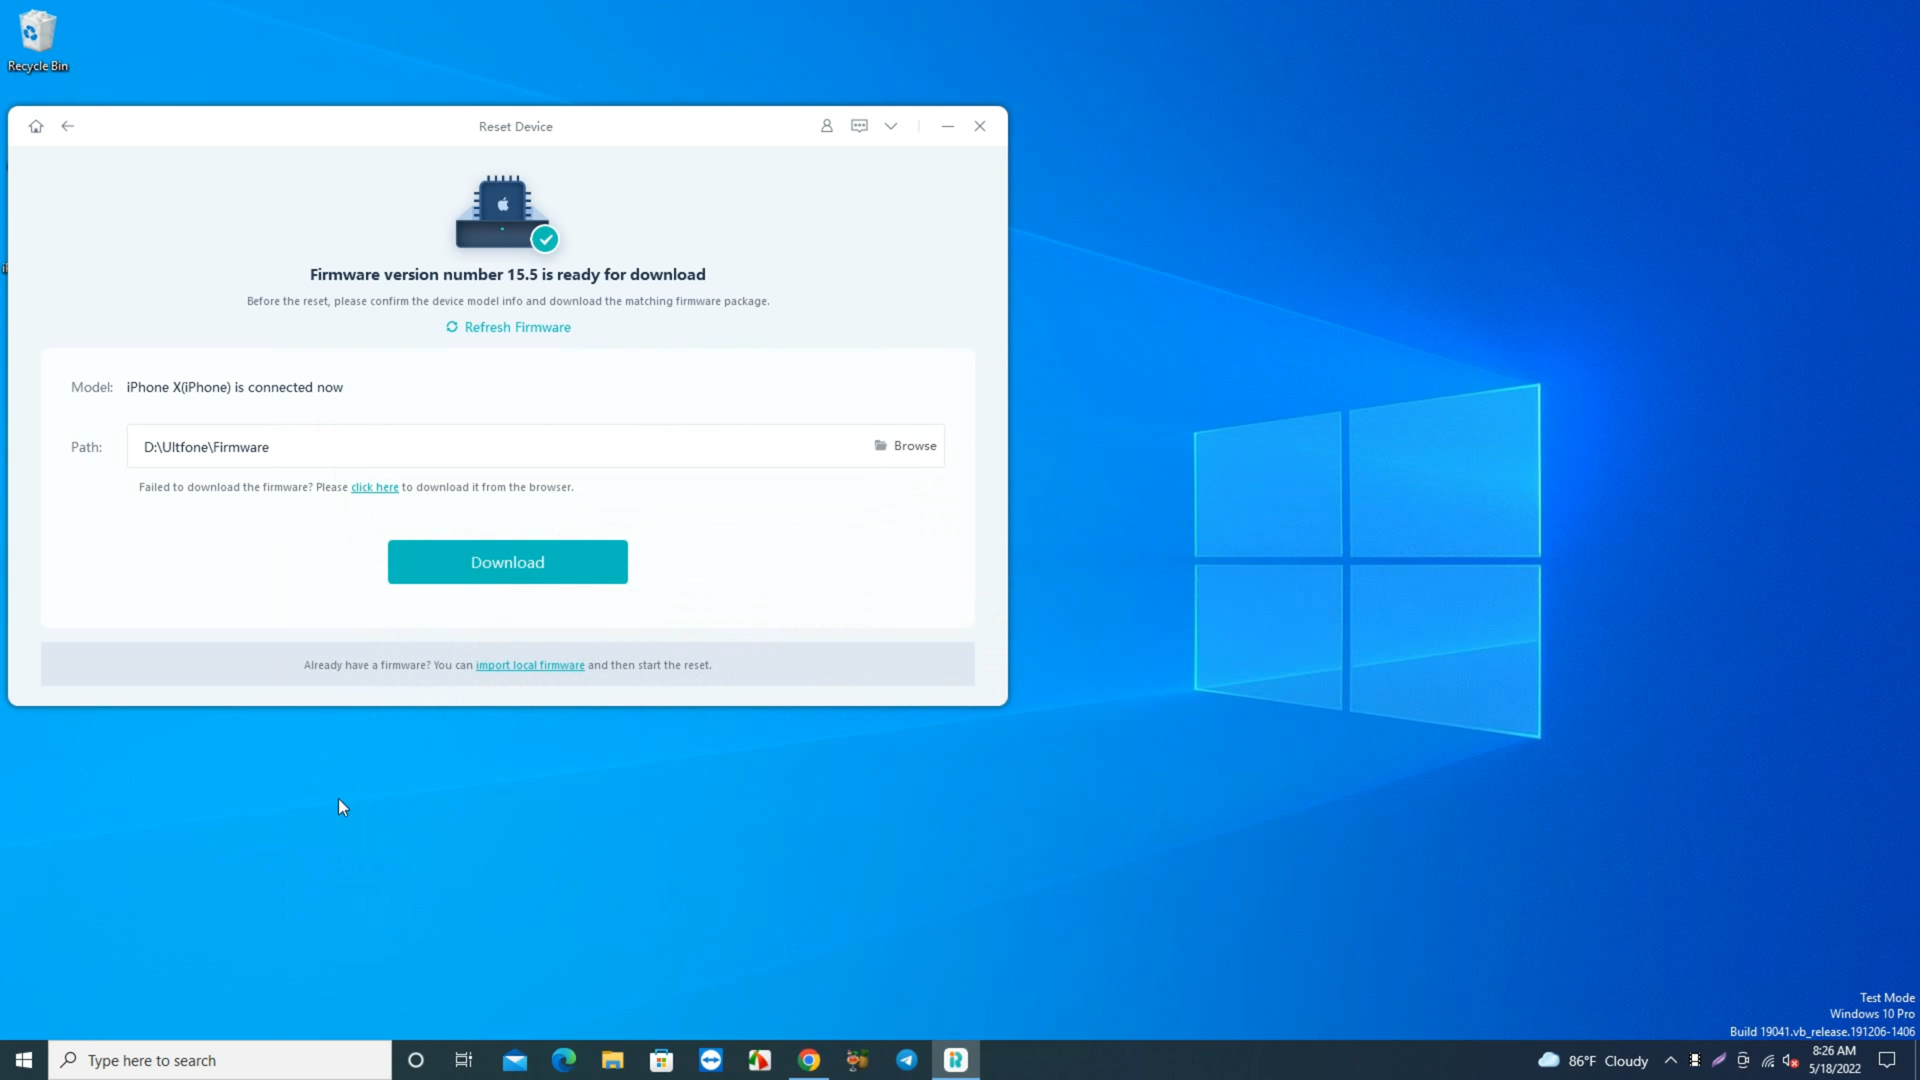 Recycle Bin
Reset Device
Firmware version number 15.5 is ready for download
Before the reset, please confirm the device model info and download the matching firmware package.
Refresh Firmware
Model: iPhone X(iPhone) is connected now
Path: D:\Ultfone\Firmware Browse
Failed to download the firmware? Please click here to download it from the browser.
Download
Already have a firmware? You can import local firmware and then start the reset.
Test Mode
Windows 10 Pro
Build 19041.vb_release.191206-1406
Type here to search
86°F Cloudy
8:26 AM
5/18/2022